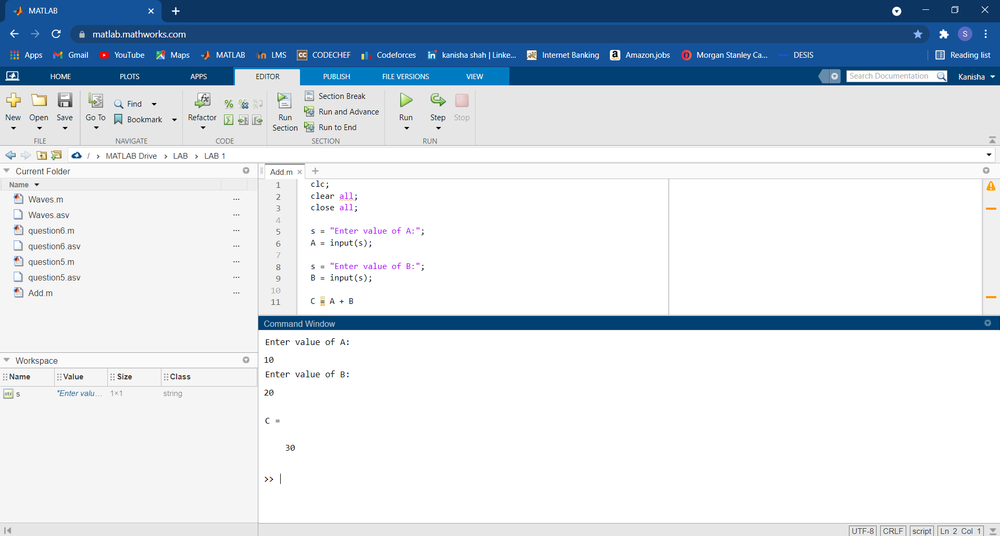 MATLAB
matlab.mathworks.com
S
Apps Gmail YouTube Maps MATLAB LMS CODECHEF Codeforces kanisha shah | Linke... Internet Banking Amazon.jobs Morgan Stanley Ca... DESIS Reading list
HOME PLOTS APPS EDITOR PUBLISH FILE VERSIONS VIEW Search Documentation Kanisha
New Open Save
FILE
Go To Find Bookmark
NAVIGATE
Refactor
CODE
Run Section
Section Break
Run and Advance
Run to End
SECTION
Run Step Stop
RUN
/ › MATLAB Drive › LAB › LAB 1
Current Folder
Name
Waves.m ...
Waves.asv ...
question6.m ...
question6.asv ...
question5.m ...
question5.asv ...
Add.m ...
Workspace
Name Value Size Class
str s "Enter valu... 1×1 string
Add.m
1 clc;
2 clear all;
3 close all;
4
5 s = "Enter value of A:";
6 A = input(s);
7
8 s = "Enter value of B:";
9 B = input(s);
10
11 C = A + B
Command Window
Enter value of A:
10
Enter value of B:
20
C =
30
>>
UTF-8 CRLF script Ln 2 Col 1